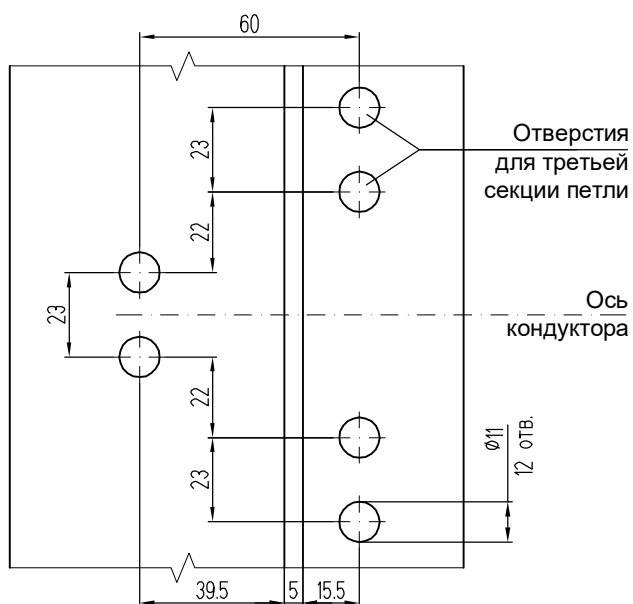 60
23
Отверстия
для третьей
секции петли
22
23
Ось
кондуктора
22
23
Ø11
12 отв.
39.5
5
15.5